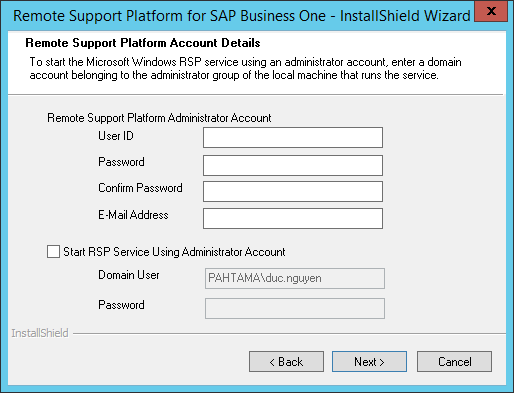 Remote Support Platform for SAP Business One - InstallShield Wizard
x
Remote Support Platform Account Details
To start the Microsoft Windows RSP service using an administrator account, enter a domain
account belonging to the administrator group of the local machine that runs the service.
Remote Support Platform Administrator Account
User ID
Password
Confirm Password
E-Mail Address
Start RSP Service Using Administrator Account
Domain User
PAHTAMA\duc.nguyen
Password
InstallShield
< Back
Next >
Cancel